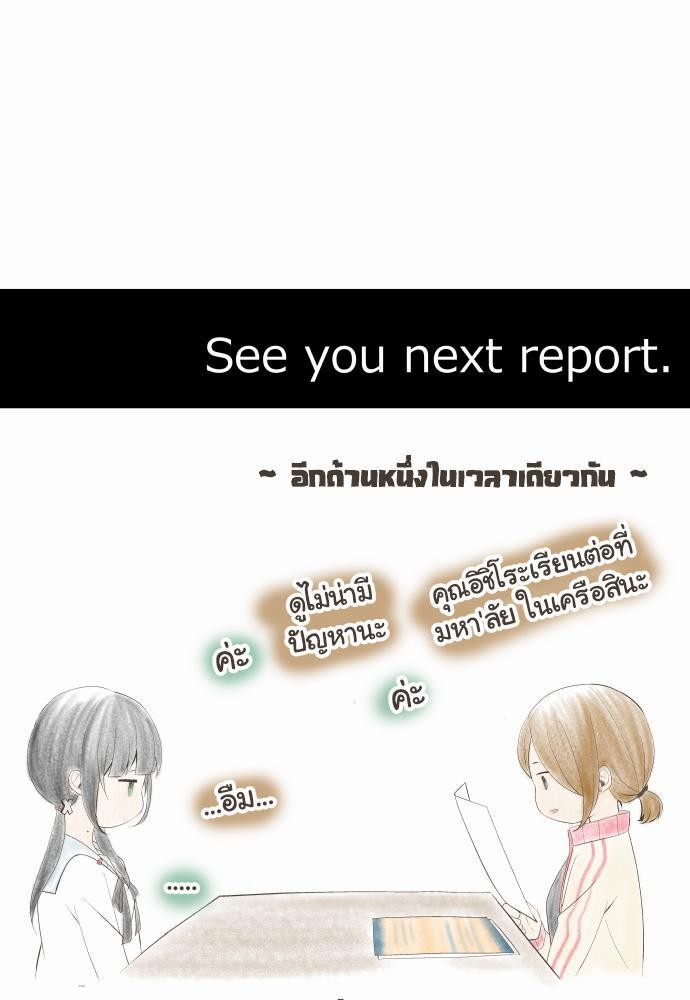 See you next report.
~ อีกด้านหนึ่งในเวลาเดียวกัน ~
คุณอิชิโระเรียนต่อที่
มหา'ลัย ในเครือสินะ
ค่ะ
ดูไม่น่ามี
ปัญหานะ
ค่ะ
...อืม...
.....